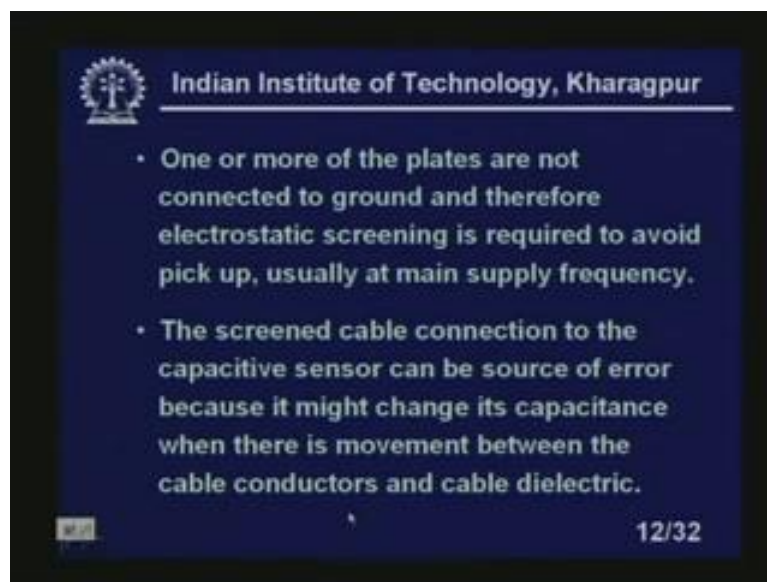 Indian Institute of Technology, Kharagpur
• One or more of the plates are not
connected to ground and therefore
electrostatic screening is required to avoid
pick up, usually at main supply frequency.
• The screened cable connection to the
capacitive sensor can be source of error
because it might change its capacitance
when there is movement between the
cable conductors and cable dielectric.
12/32